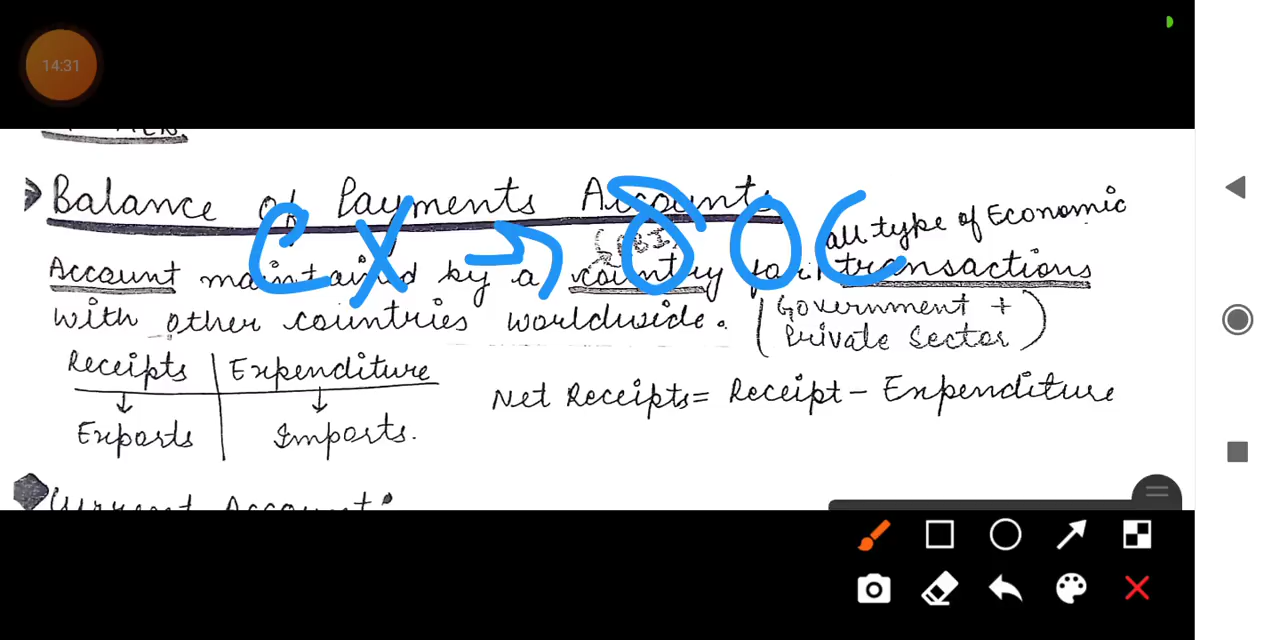 14:31
Balance of Payments Accounts
Account maintained by a country for all type of Economic transactions
with other countries worldwide. (Government + Private Sector)
Receipts | Expenditure
↓ ↓
Exports | Imports.
Net Receipts = Receipt - Expenditure
Current Account: